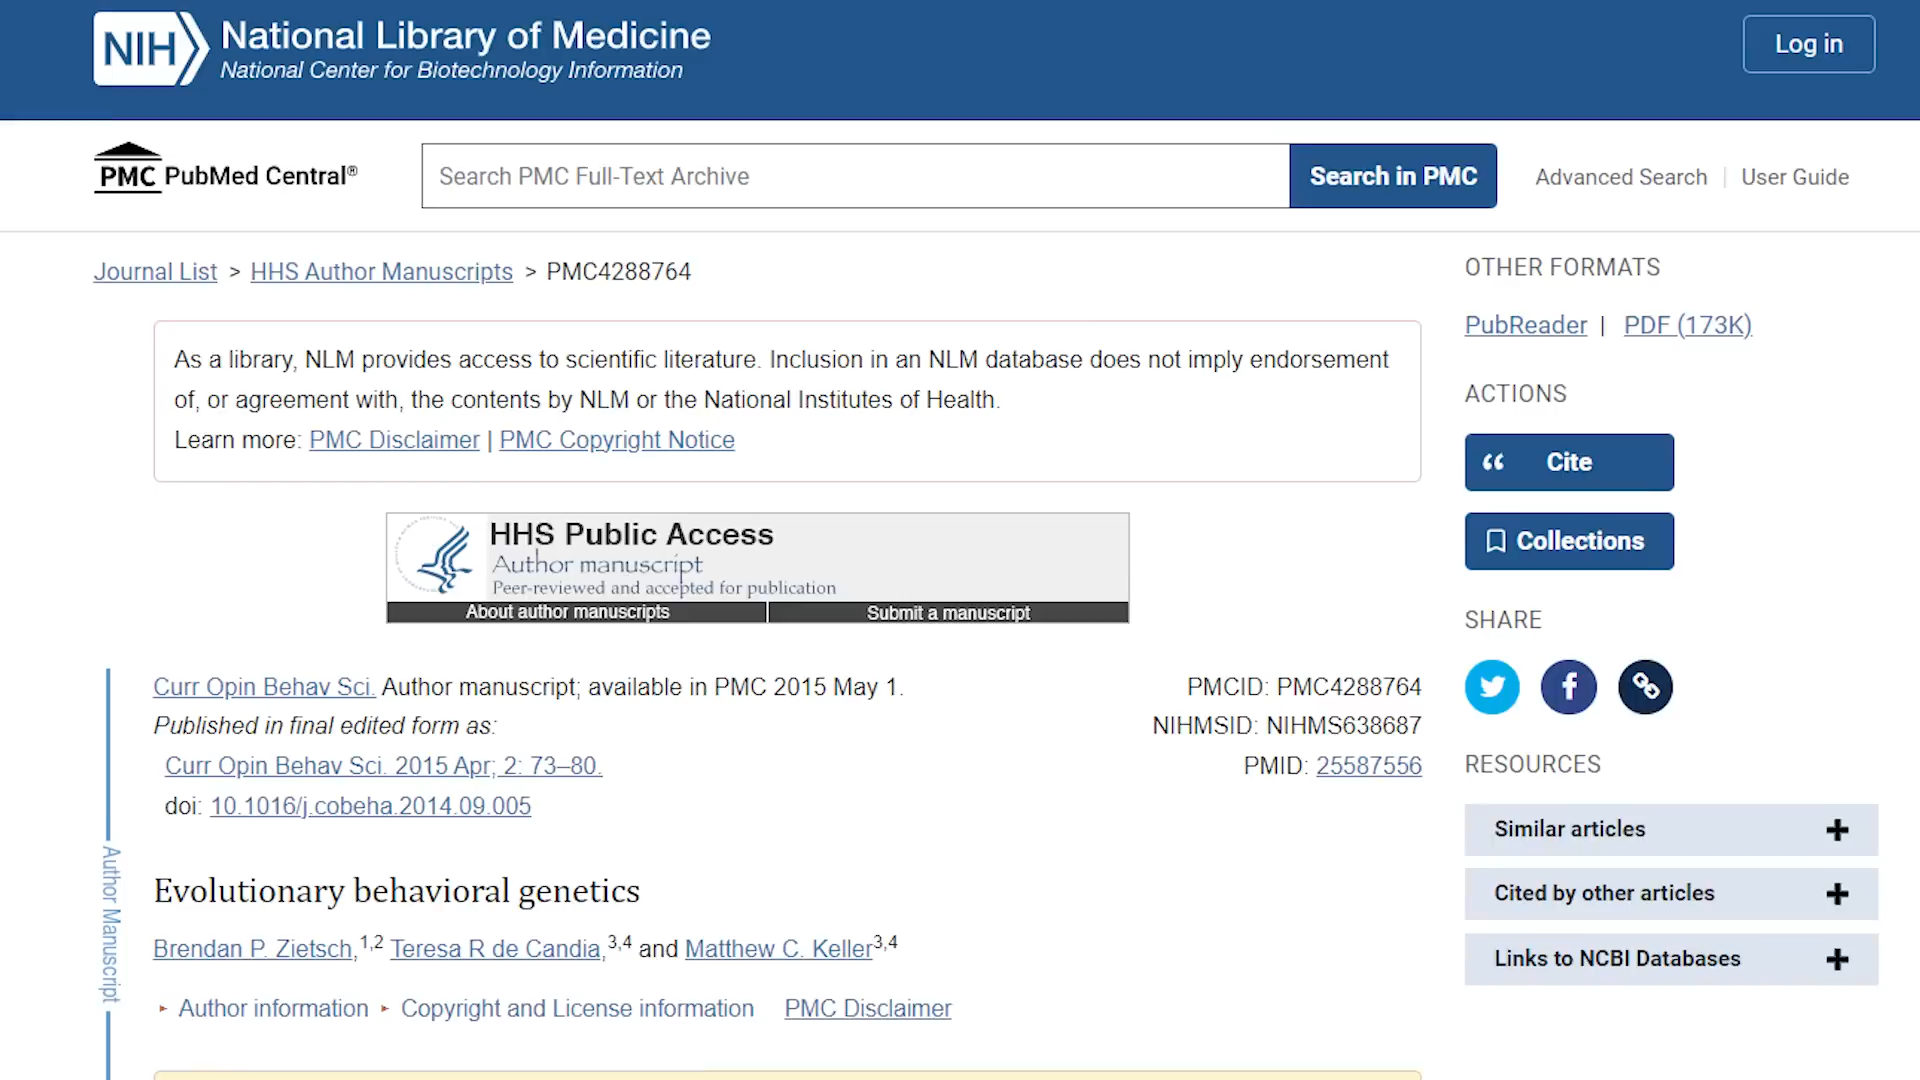 NIH National Library of Medicine
National Center for Biotechnology Information
Log in
PMC PubMed Central®
Search PMC Full-Text Archive
Search in PMC
Advanced Search | User Guide
Journal List > HHS Author Manuscripts > PMC4288764
As a library, NLM provides access to scientific literature. Inclusion in an NLM database does not imply endorsement
of, or agreement with, the contents by NLM or the National Institutes of Health.
Learn more: PMC Disclaimer | PMC Copyright Notice
HHS Public Access
Author manuscript
Peer-reviewed and accepted for publication
About author manuscripts
Submit a manuscript
Curr Opin Behav Sci. Author manuscript; available in PMC 2015 May 1.
Published in final edited form as:
Curr Opin Behav Sci. 2015 Apr; 2: 73–80.
doi: 10.1016/j.cobeha.2014.09.005
PMCID: PMC4288764
NIHMSID: NIHMS638687
PMID: 25587556
Author Manuscript
Evolutionary behavioral genetics
Brendan P. Zietsch,1,2 Teresa R de Candia,3,4 and Matthew C. Keller3,4
▸ Author information ▸ Copyright and License information PMC Disclaimer
OTHER FORMATS
PubReader | PDF (173K)
ACTIONS
Cite
Collections
SHARE
RESOURCES
Similar articles
Cited by other articles
Links to NCBI Databases